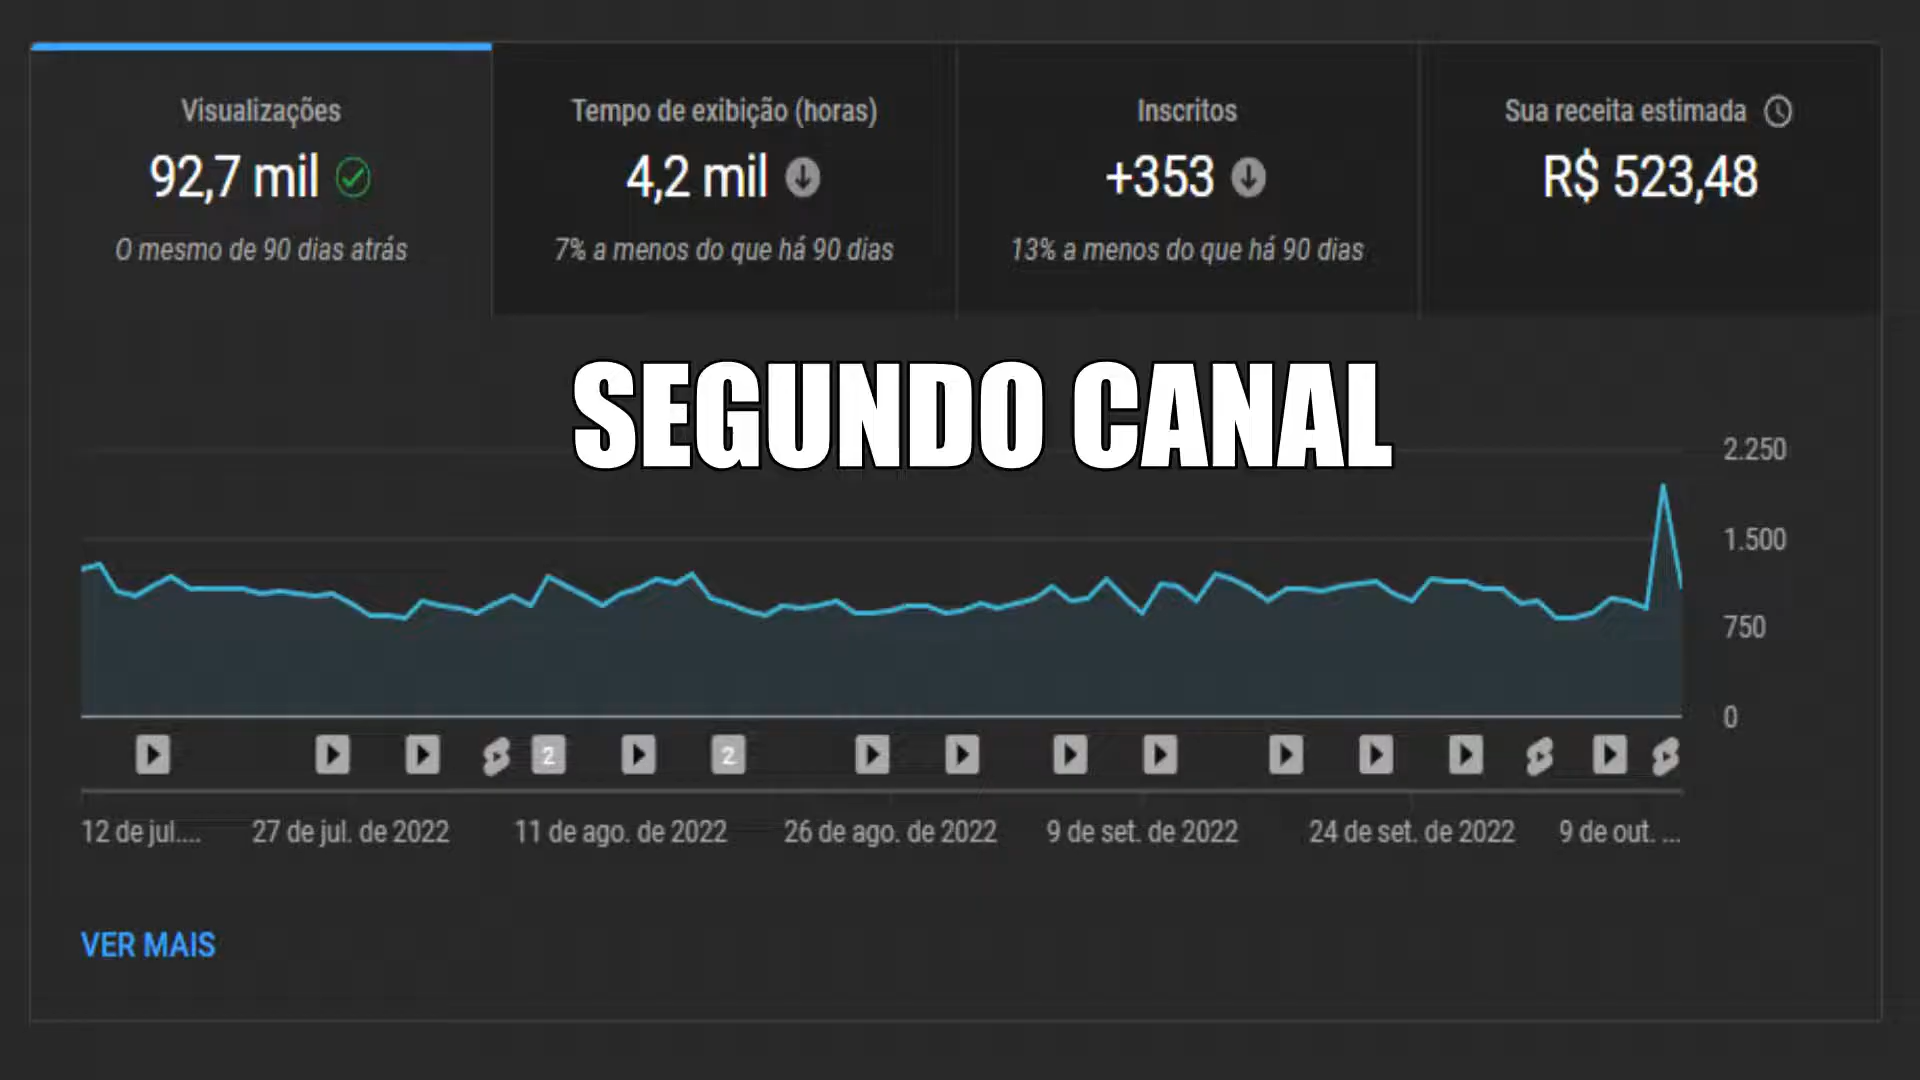 Visualizações
92,7 mil
O mesmo de 90 dias atrás
Tempo de exibição (horas)
4,2 mil
7% a menos do que há 90 dias
Inscritos
+353
13% a menos do que há 90 dias
Sua receita estimada
R$ 523,48
SEGUNDO CANAL
2.250
1.500
750
0
2
2
12 de jul.... 27 de jul. de 2022 11 de ago. de 2022 26 de ago. de 2022 9 de set. de 2022 24 de set. de 2022 9 de out. ...
VER MAIS